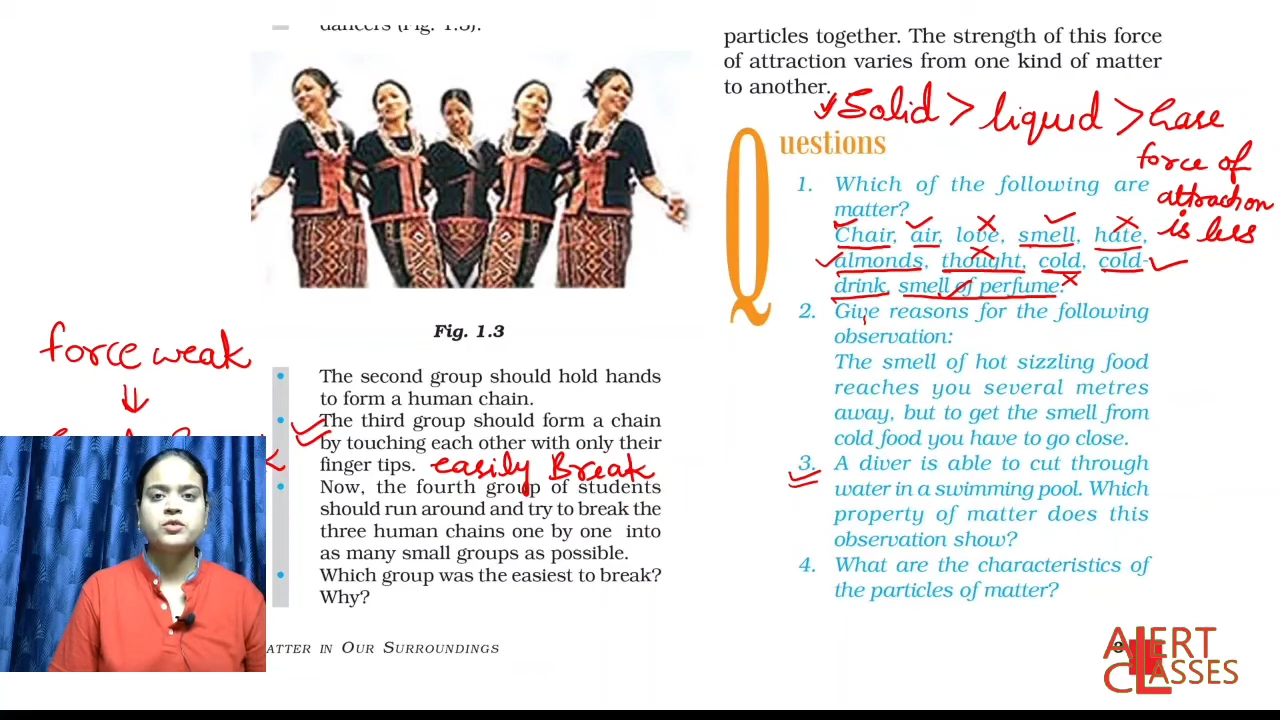 dancers (Fig. 1.3).
Fig. 1.3
force weak
The second group should hold hands
to form a human chain.
The third group should form a chain
by touching each other with only their
finger tips. easily Break
Now, the fourth group of students
should run around and try to break the
three human chains one by one into
as many small groups as possible.
Which group was the easiest to break?
Why?
ATTER IN OUR SURROUNDINGS
particles together. The strength of this force
of attraction varies from one kind of matter
to another.
Solid > liquid > Gase
force of
attraction
is less
Questions
1. Which of the following are
matter?
Chair, air, love, smell, hate,
almonds, thought, cold, cold-
drink, smell of perfume.
2. Give reasons for the following
observation:
The smell of hot sizzling food
reaches you several metres
away, but to get the smell from
cold food you have to go close.
3. A diver is able to cut through
water in a swimming pool. Which
property of matter does this
observation show?
4. What are the characteristics of
the particles of matter?
ALERT
CLASSES